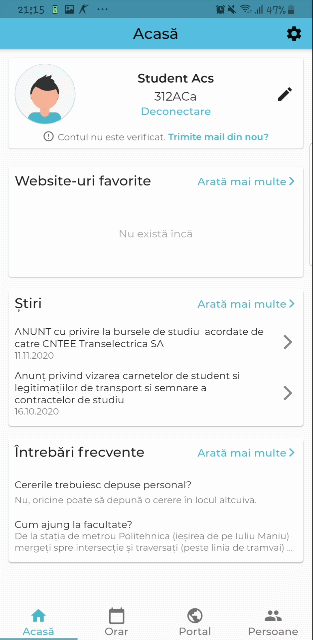 21:15 47%
Acasă
Student Acs
312ACa
Deconectare
Contul nu este verificat. Trimite mail din nou?
Website-uri favorite Arată mai multe
Nu există încă
Știri Arată mai multe
ANUNT cu privire la bursele de studiu acordate de
catre CNTEE Transelectrica SA
11.11.2020
Anunț privind vizarea carnetelor de student si
legitimațiilor de transport si semnare a
contractelor de studiu
16.10.2020
Întrebări frecvente Arată mai multe
Cererile trebuiesc depuse personal?
Nu, oricine poate să depună o cerere în locul altcuiva.
Cum ajung la facultate?
De la stația de metrou Politehnica (ieșirea de pe Iuliu Maniu)
mergeți spre intersecție și traversați (peste linia de tramvai) ...
Acasă Orar Portal Persoane